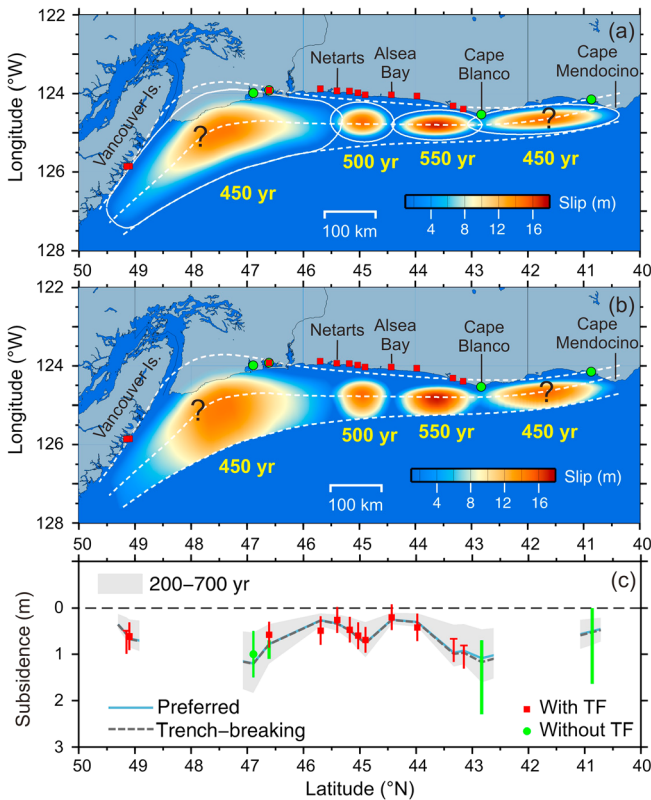 122
124
126
128
Longitude (°W)
(a)
Vancouver Is.
Netarts
Alsea
Bay
Cape
Blanco
Cape
Mendocino
?
?
450 yr
500 yr
550 yr
450 yr
100 km
Slip (m)
4 8 12 16
50 49 48 47 46 45 44 43 42 41 40
122
124
126
128
Longitude (°W)
(b)
Vancouver Is.
Netarts
Alsea
Bay
Cape
Blanco
Cape
Mendocino
?
?
450 yr
500 yr
550 yr
450 yr
100 km
Slip (m)
4 8 12 16
50 49 48 47 46 45 44 43 42 41 40
(c)
200–700 yr
0
1
2
3
Subsidence (m)
Preferred
Trench–breaking
With TF
Without TF
50 49 48 47 46 45 44 43 42 41 40
Latitude (°N)